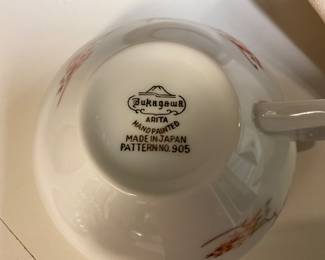 Fukagawa
ARITA
HANDPAINTED
MADE IN JAPAN
PATTERN NO. 905